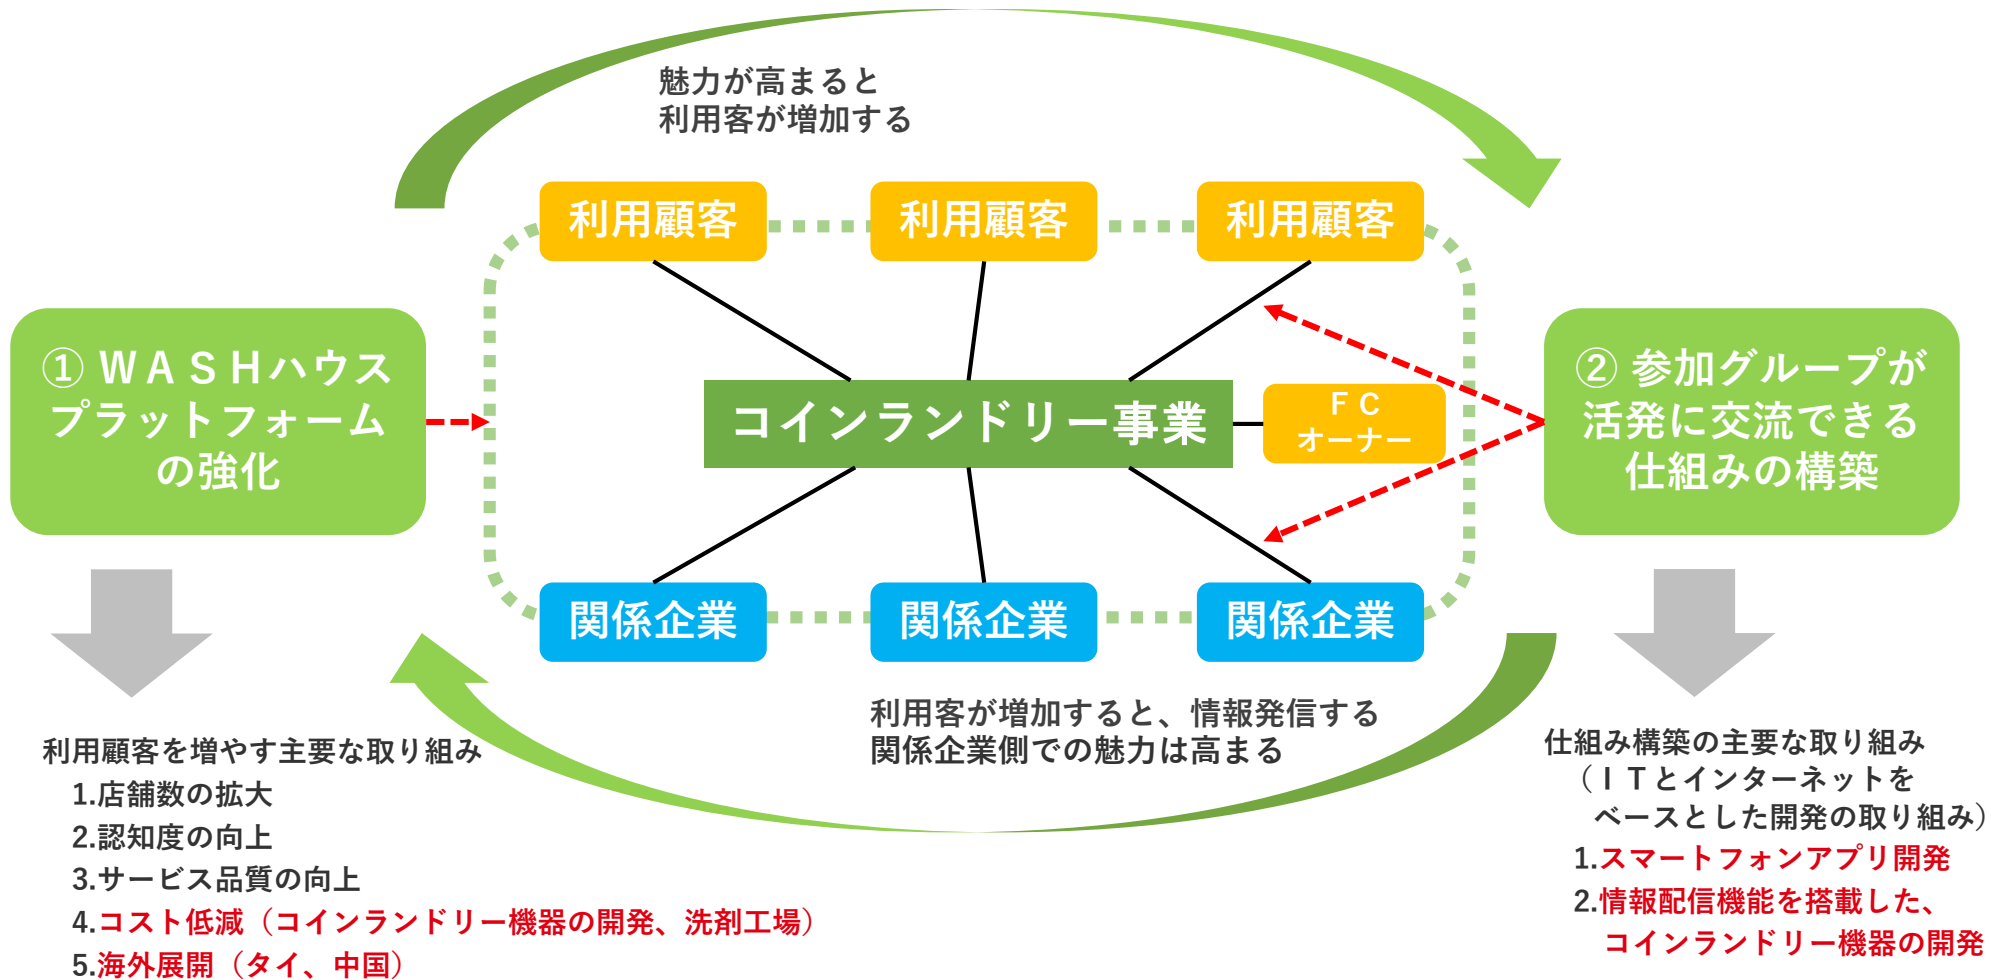 魅力が高まると
利用客が増加する
利用顧客
利用顧客
利用顧客
① ＷＡＳＨハウス
プラットフォーム
の強化
コインランドリー事業
ＦＣ
オーナー
② 参加グループが
活発に交流できる
仕組みの構築
関係企業
関係企業
関係企業
利用客が増加すると、情報発信する
関係企業側での魅力は高まる
利用顧客を増やす主要な取り組み
1.店舗数の拡大
2.認知度の向上
3.サービス品質の向上
4.コスト低減（コインランドリー機器の開発、洗剤工場）
5.海外展開（タイ、中国）
仕組み構築の主要な取り組み
（ＩＴとインターネットを
ベースとした開発の取り組み）
1.スマートフォンアプリ開発
2.情報配信機能を搭載した、
コインランドリー機器の開発